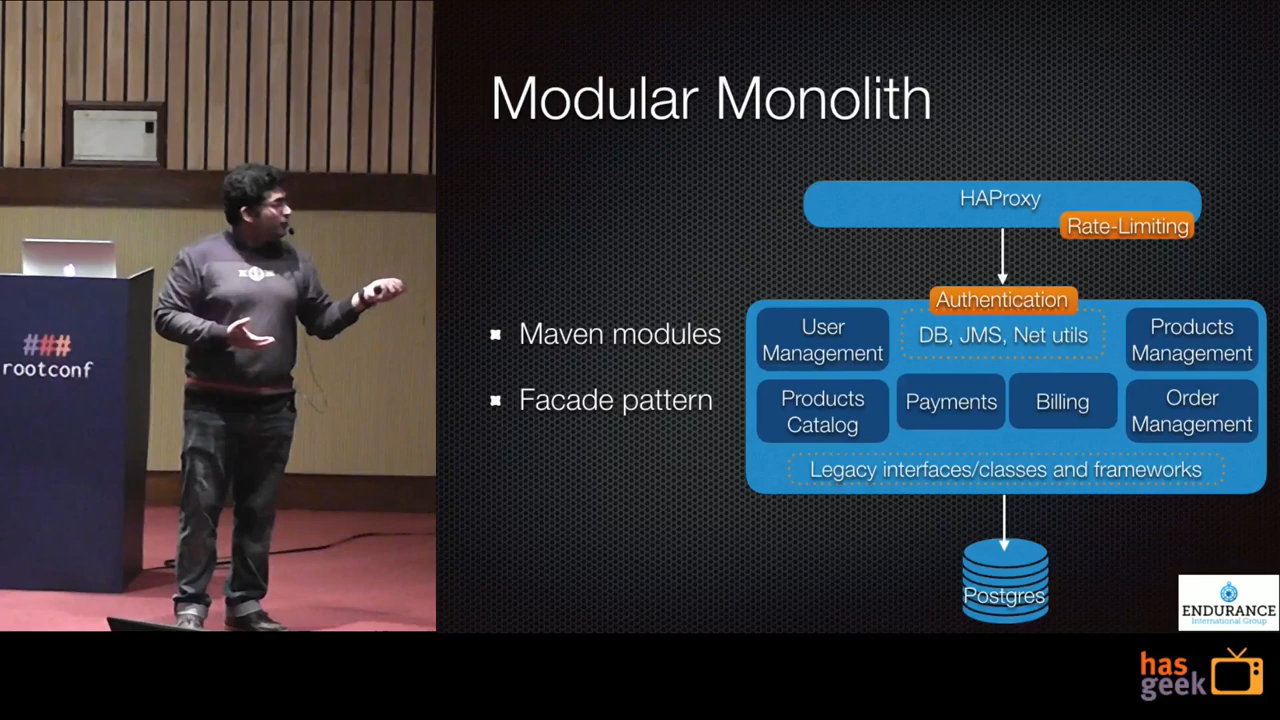 Modular Monolith
HAProxy
Rate-Limiting
Authentication
User
Management
DB, JMS, Net utils
Products
Management
Maven modules
Facade pattern
Products
Catalog
Payments
Billing
Order
Management
Legacy interfaces/classes and frameworks
Postgres
###
rootconf
ENDURANCE
International Group
has
geek